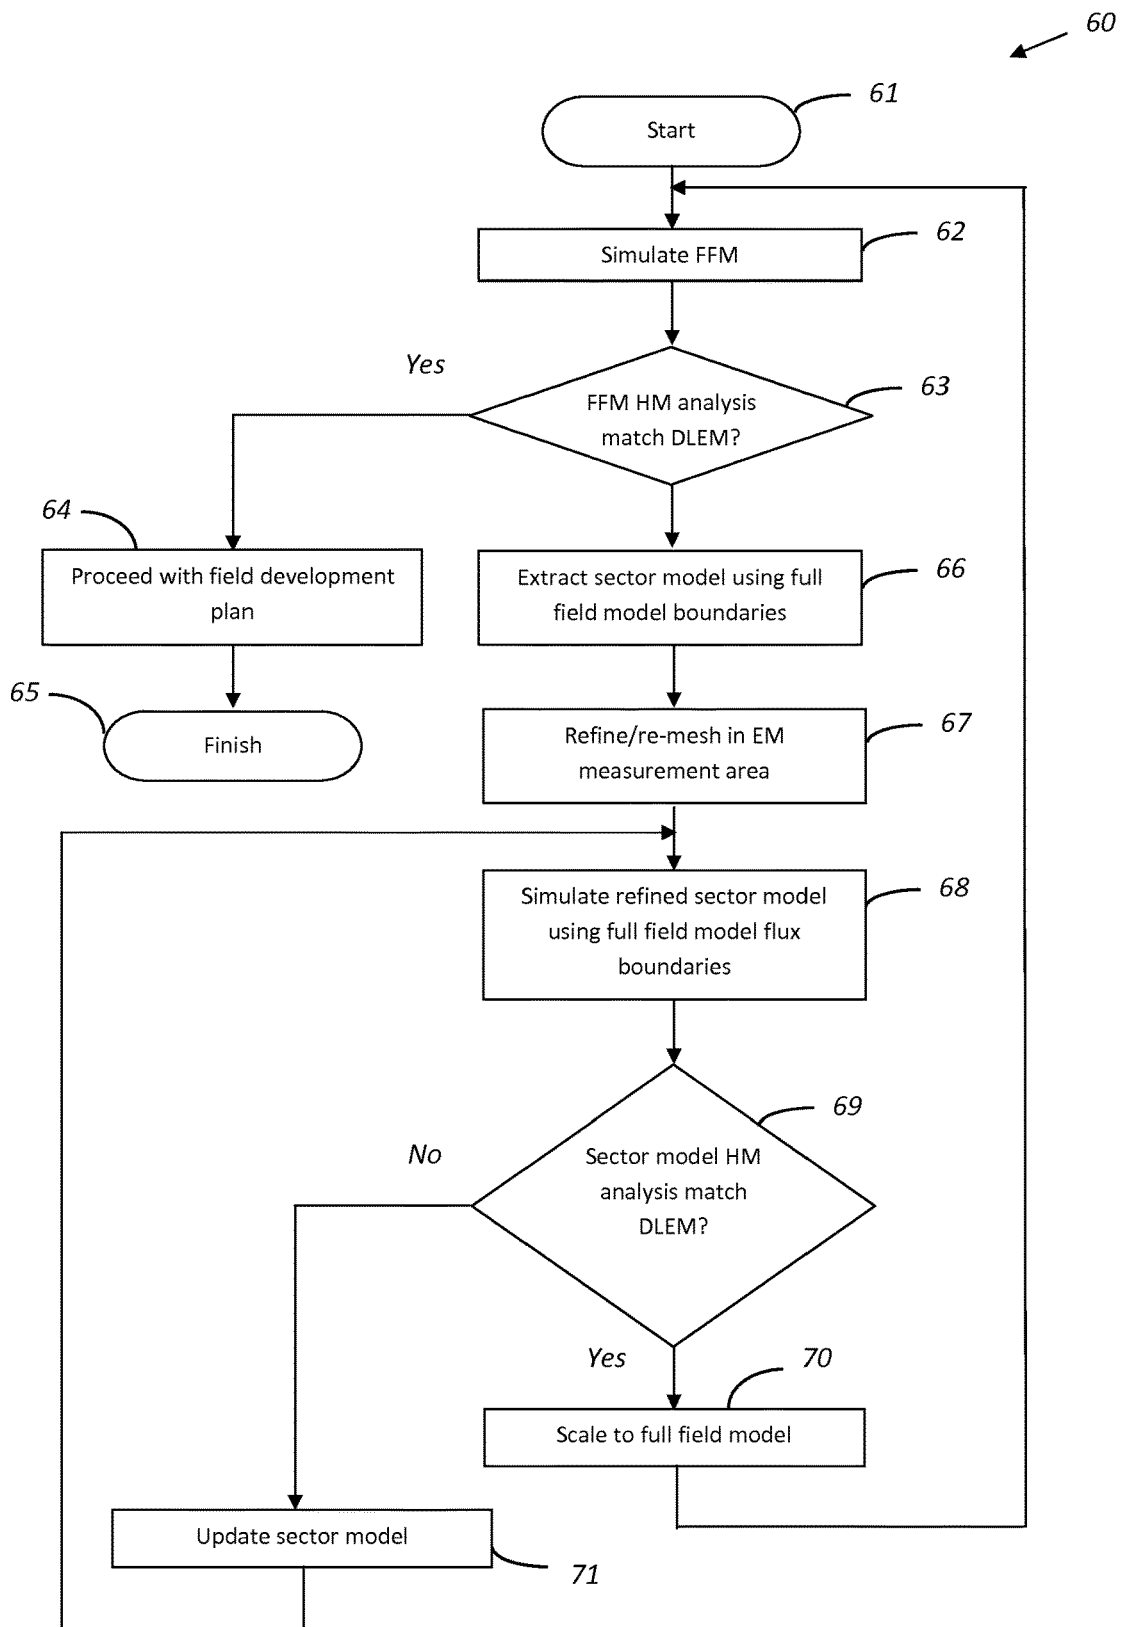 60
61
Start
62
Simulate FFM
Yes
63
FFM HM analysis
match DLEM?
64
Proceed with field development
plan
66
Extract sector model using full
field model boundaries
65
Finish
67
Refine/re-mesh in EM
measurement area
68
Simulate refined sector model
using full field model flux
boundaries
69
No
Sector model HM
analysis match
DLEM?
Yes
70
Scale to full field model
Update sector model
71